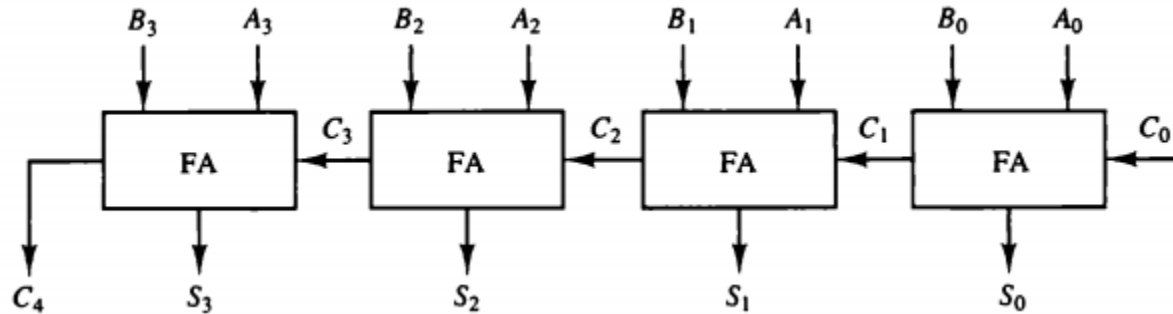 B₃ A₃ B₂ A₂ B₁ A₁ B₀ A₀
C₃ C₂ C₁ C₀
FA FA FA FA
C₄ S₃ S₂ S₁ S₀